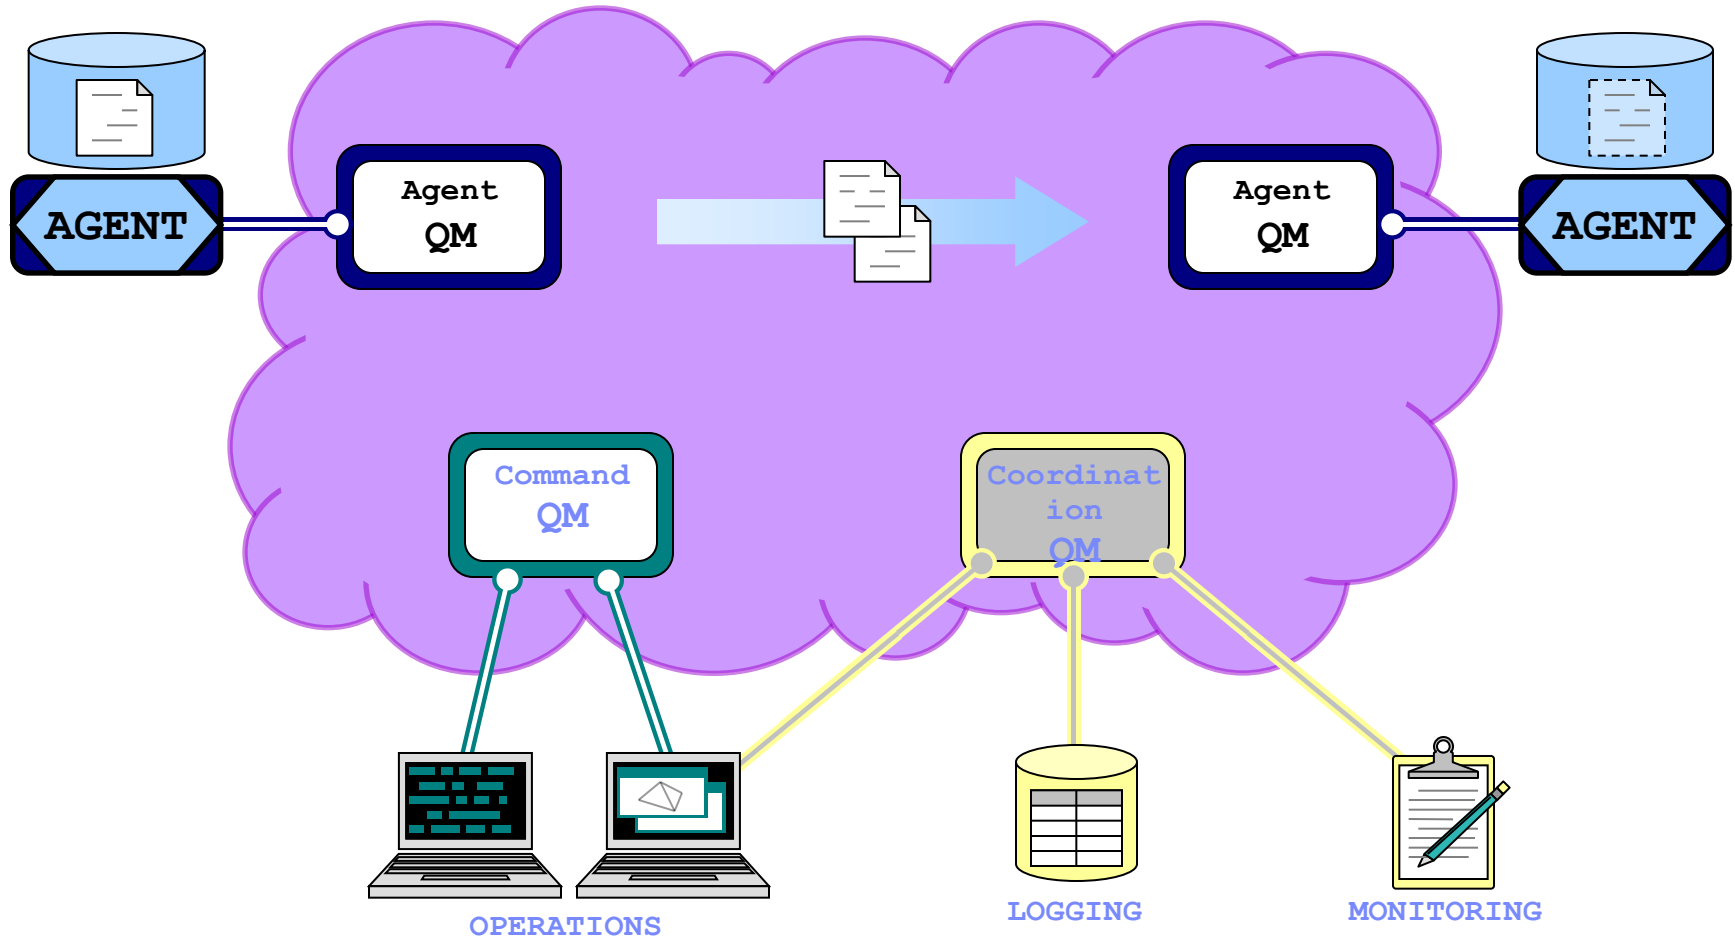 AGENT
Agent
QM
Agent
QM
AGENT
Command
QM
Coordinat
ion
QM
OPERATIONS
LOGGING
MONITORING